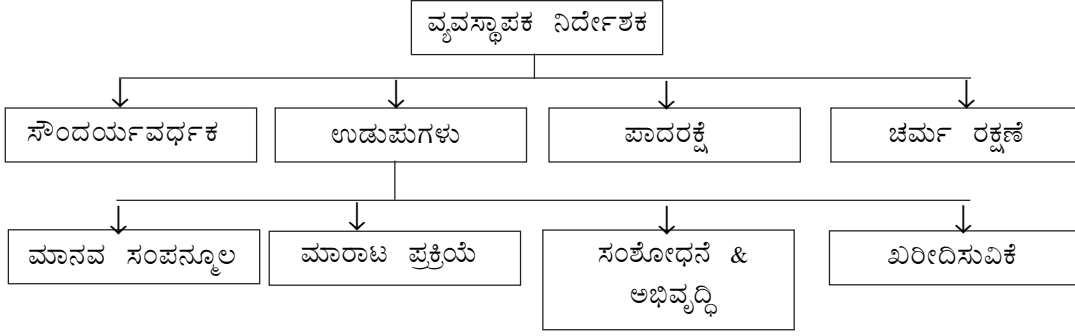 ವ್ಯವಸ್ಥಾಪಕ ನಿರ್ದೇಶಕ
ಸೌಂದರ್ಯವರ್ಧಕ
ಉಡುಪುಗಳು
ಪಾದರಕ್ಷೆ
ಚರ್ಮ ರಕ್ಷಣೆ
ಮಾನವ ಸಂಪನ್ಮೂಲ
ಮಾರಾಟ ಪ್ರಕ್ರಿಯೆ
ಸಂಶೋಧನೆ &
ಅಭಿವೃದ್ಧಿ
ಖರೀದಿಸುವಿಕೆ